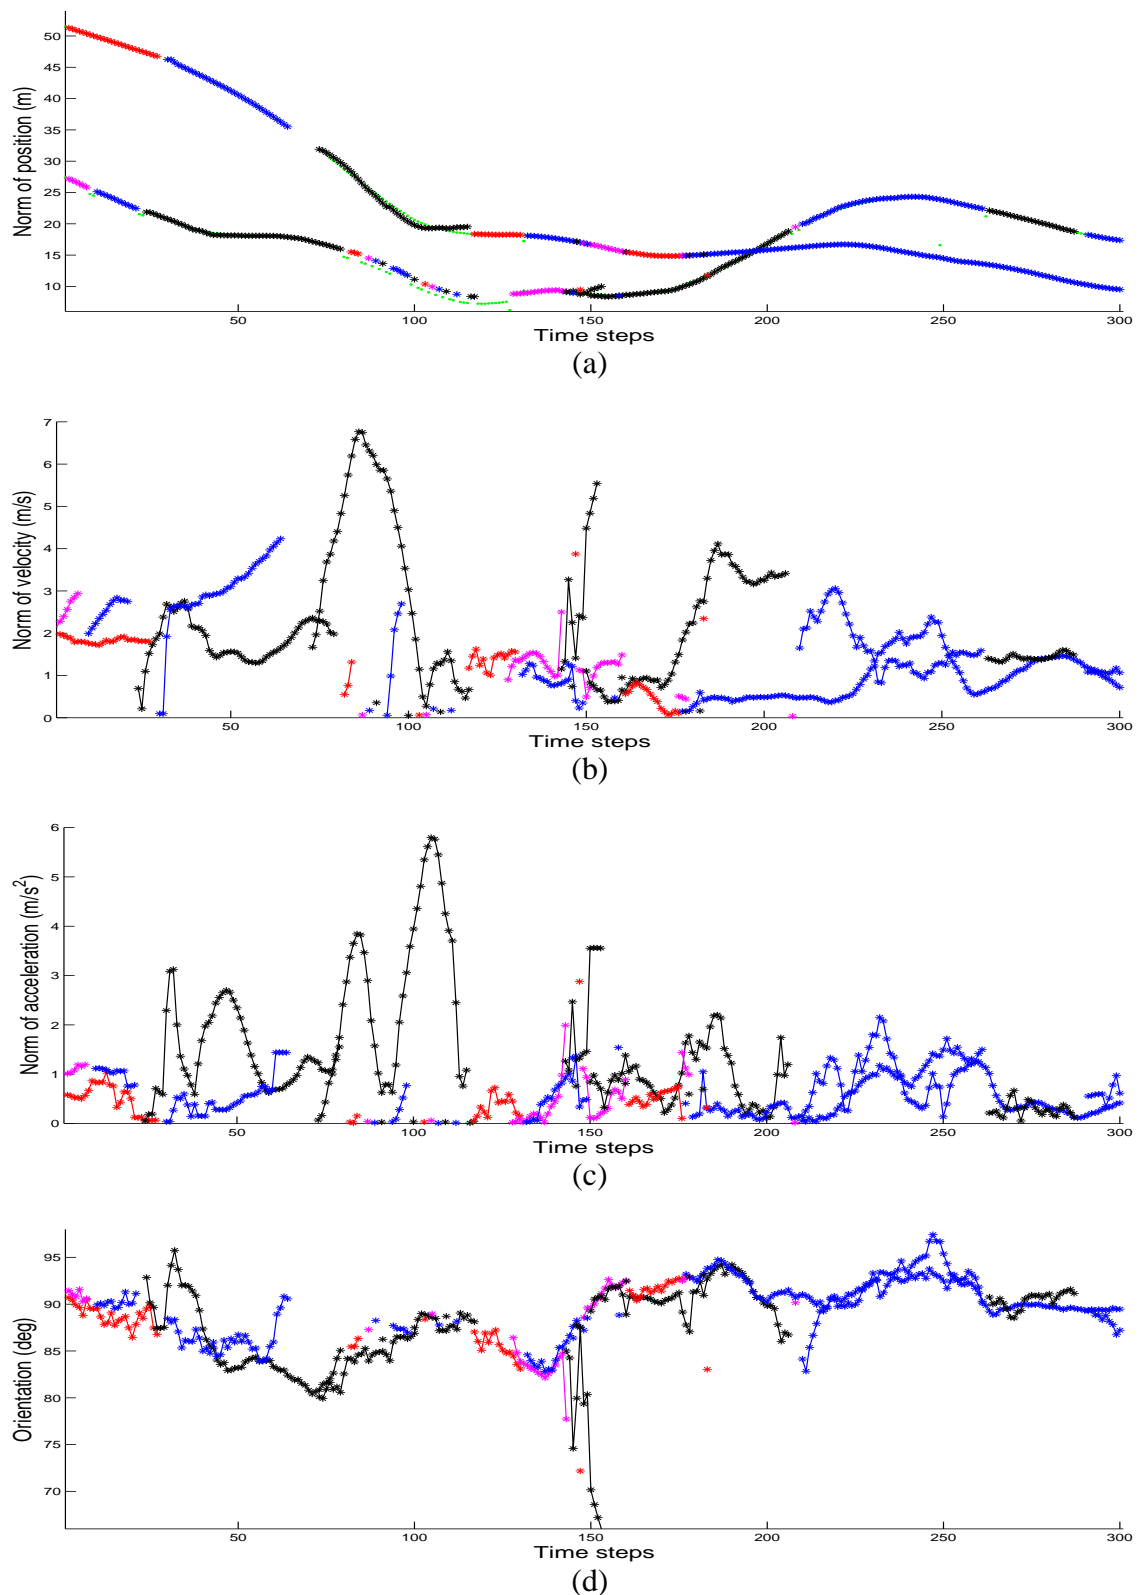 Norm of position (m)
50
45
40
35
30
25
20
15
10
50 100 150 200 250 300
Time steps
(a)
Norm of velocity (m/s)
7
6
5
4
3
2
1
0
50 100 150 200 250 300
Time steps
(b)
Norm of acceleration (m/s²)
6
5
4
3
2
1
0
50 100 150 200 250 300
Time steps
(c)
Orientation (deg)
95
90
85
80
75
70
50 100 150 200 250 300
Time steps
(d)